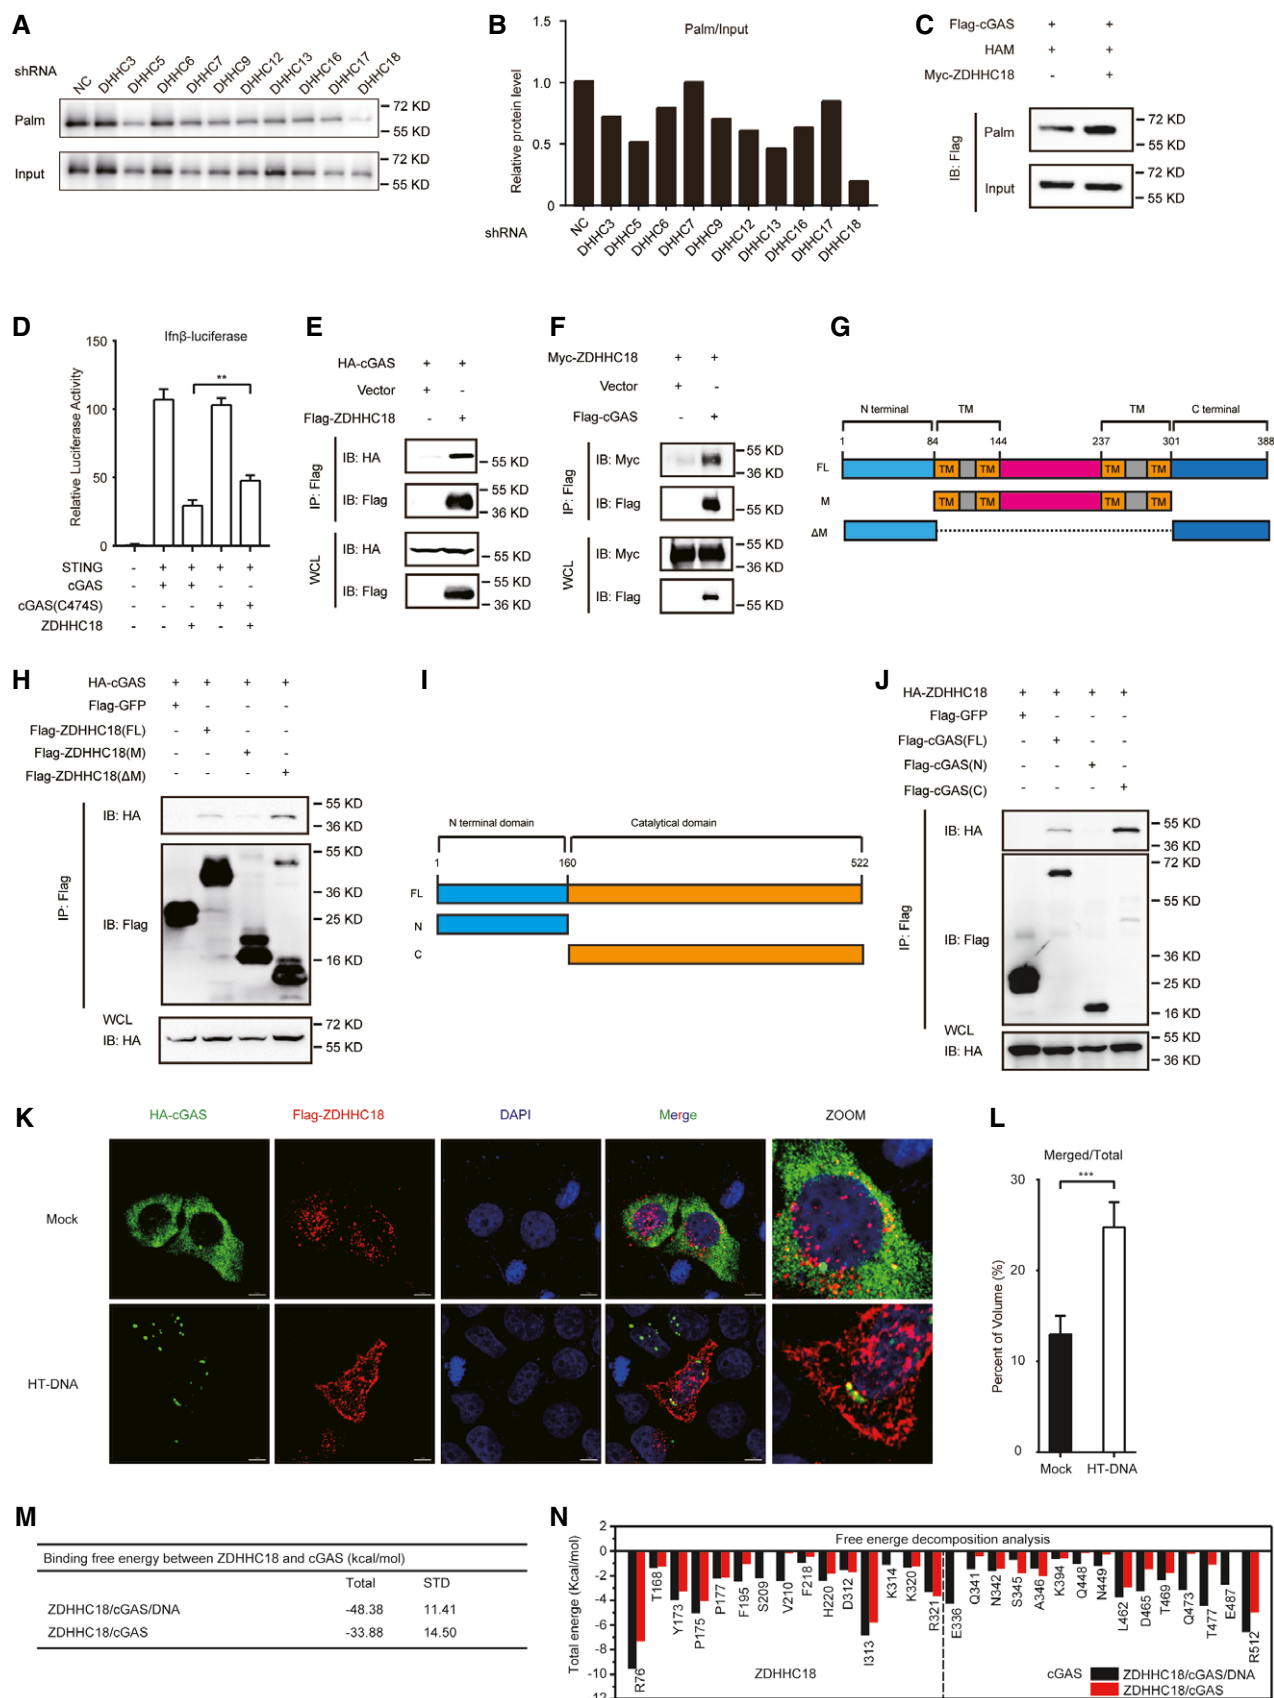 A
shRNA
NC DHHC3 DHHC5 DHHC6 DHHC7 DHHC9 DHHC12 DHHC13 DHHC16 DHHC17 DHHC18
Palm
72 KD
55 KD
Input
72 KD
55 KD
B
Palm/Input
Relative protein level
1.5
1.0
0.5
0
shRNA
NC DHHC3 DHHC5 DHHC6 DHHC7 DHHC9 DHHC12 DHHC13 DHHC16 DHHC17 DHHC18
C
Flag-cGAS + +
HAM + +
Myc-ZDHHC18 - +
IB: Flag
Palm
72 KD
55 KD
Input
72 KD
55 KD
D
Ifnβ-luciferase
Relative Luciferase Activity
150
100
50
0
**
STING - + + + +
cGAS - + + - -
cGAS(C474S) - - - + +
ZDHHC18 - - + - +
E
HA-cGAS + +
Vector + -
Flag-ZDHHC18 - +
IP: Flag
IB: HA
55 KD
IB: Flag
55 KD
36 KD
WCL
IB: HA
55 KD
IB: Flag
55 KD
36 KD
F
Myc-ZDHHC18 + +
Vector + -
Flag-cGAS - +
IP: Flag
IB: Myc
55 KD
36 KD
IB: Flag
55 KD
WCL
IB: Myc
55 KD
36 KD
IB: Flag
55 KD
G
N terminal TM TM C terminal
1 84 144 237 301 388
FL TM TM TM TM
M TM TM TM TM
ΔM
H
HA-cGAS + + + +
Flag-GFP + - - -
Flag-ZDHHC18(FL) - + - -
Flag-ZDHHC18(M) - - + -
Flag-ZDHHC18(ΔM) - - - +
IP: Flag
IB: HA
55 KD
36 KD
IB: Flag
55 KD
36 KD
25 KD
16 KD
WCL
IB: HA
72 KD
55 KD
I
N terminal domain Catalytical domain
1 160 522
FL
N
C
J
HA-ZDHHC18 + + + +
Flag-GFP + - - -
Flag-cGAS(FL) - + - -
Flag-cGAS(N) - - + -
Flag-cGAS(C) - - - +
IP: Flag
IB: HA
55 KD
36 KD
IB: Flag
72 KD
55 KD
36 KD
25 KD
16 KD
WCL
IB: HA
55 KD
36 KD
K
HA-cGAS Flag-ZDHHC18 DAPI Merge ZOOM
Mock
HT-DNA
L
Merged/Total
Percent of Volume (%)
30
20
10
0
***
Mock HT-DNA
M
Binding free energy between ZDHHC18 and cGAS (kcal/mol)
Total STD
ZDHHC18/cGAS/DNA -48.38 11.41
ZDHHC18/cGAS -33.88 14.50
N
Free energe decomposition analysis
Total energe (Kcal/mol)
2
0
-2
-4
-6
-8
-10
-12
R76 T168 Y173 P175 P177 F195 S209 V210 F218 H220 D312 I313 K314 K320 R321 E336 Q341 N342 S345 A346 K394 Q448 N449 L462 D465 T469 Q473 T477 E487 R512
ZDHHC18
cGAS
ZDHHC18/cGAS/DNA
ZDHHC18/cGAS